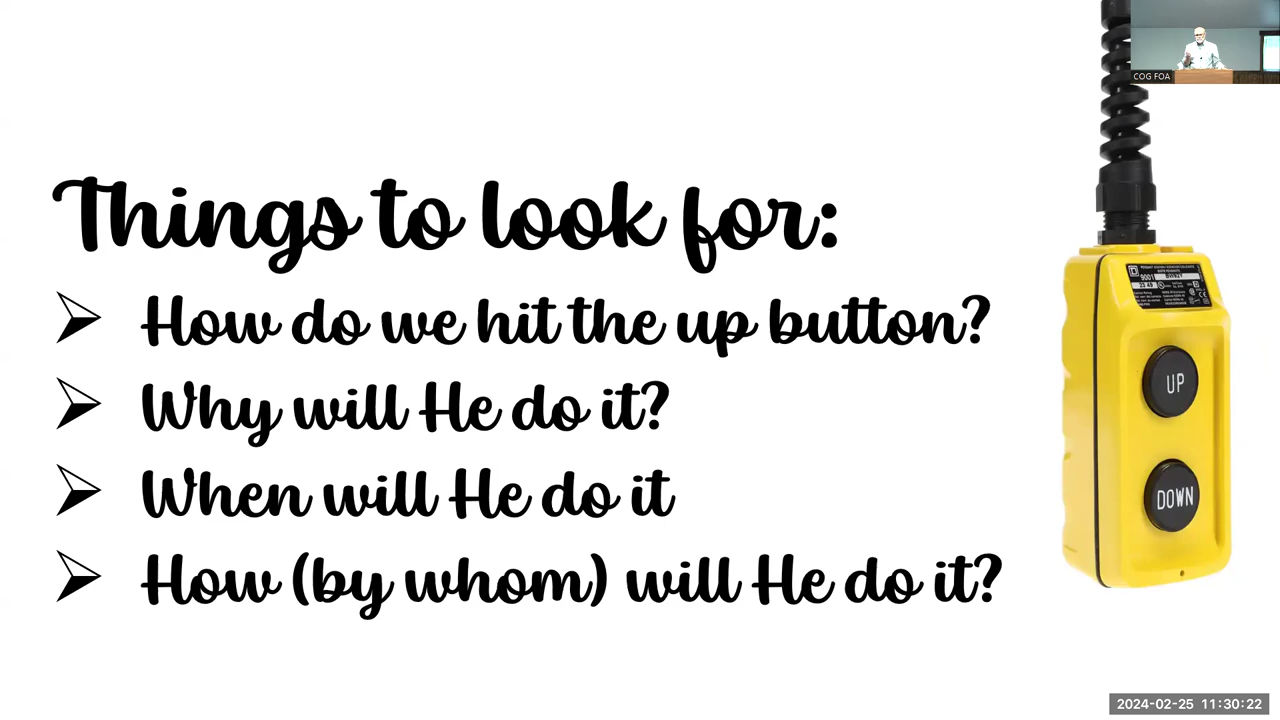 COG FOA
Things to look for:
How do we hit the up button?
Why will He do it?
When will He do it
How (by whom) will He do it?
9001
UP
DOWN
2024-02-25 11:30:22